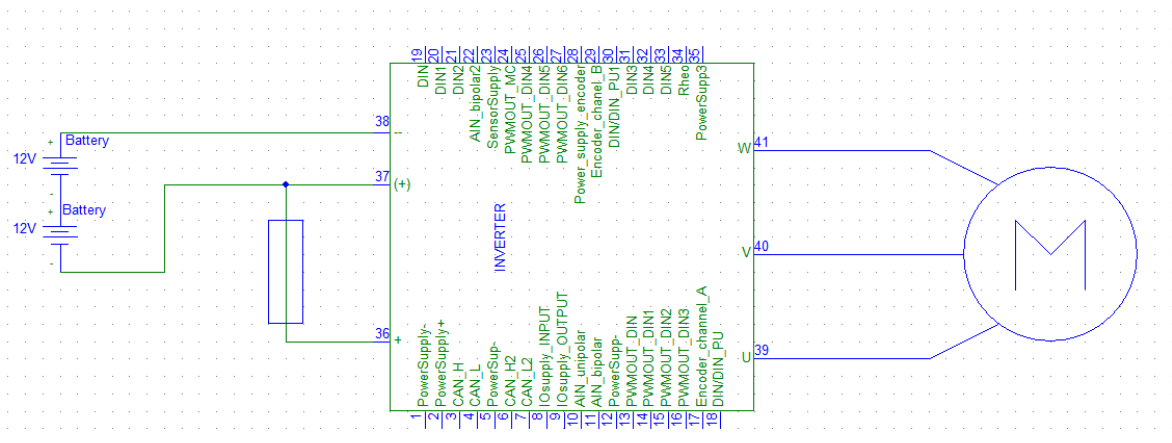 19 DIN
20 DIN1
21 DIN2
22 AIN_bipolar2
23 SensorSupply
24 PWMOUT_MC
25 PWMOUT_DIN4
26 PWMOUT_DIN5
27 PWMOUT_DIN6
28 Power_supply_encoder
29 Encoder_chanel_B
30 DIN/DIN_PU1
31 DIN3
32 DIN4
33 DIN5
34 Rheo
35 PowerSupp3
38 --
+ Battery
12V
-
37 (+)
+ Battery
12V
-
36 +
INVERTER
W 41
V 40
U 39
M
1 PowerSupply-
2 PowerSupply+
3 CAN_H
4 CAN_L
5 PowerSup-
6 CAN_H2
7 CAN_L2
8 IOsupply_INPUT
9 IOsupply_OUTPUT
10 AIN_unipolar
11 AIN_bipolar
12 PowerSupp-
13 PWMOUT_DIN
14 PWMOUT_DIN1
15 PWMOUT_DIN2
16 PWMOUT_DIN3
17 Encoder_channel_A
18 DIN/DIN_PU